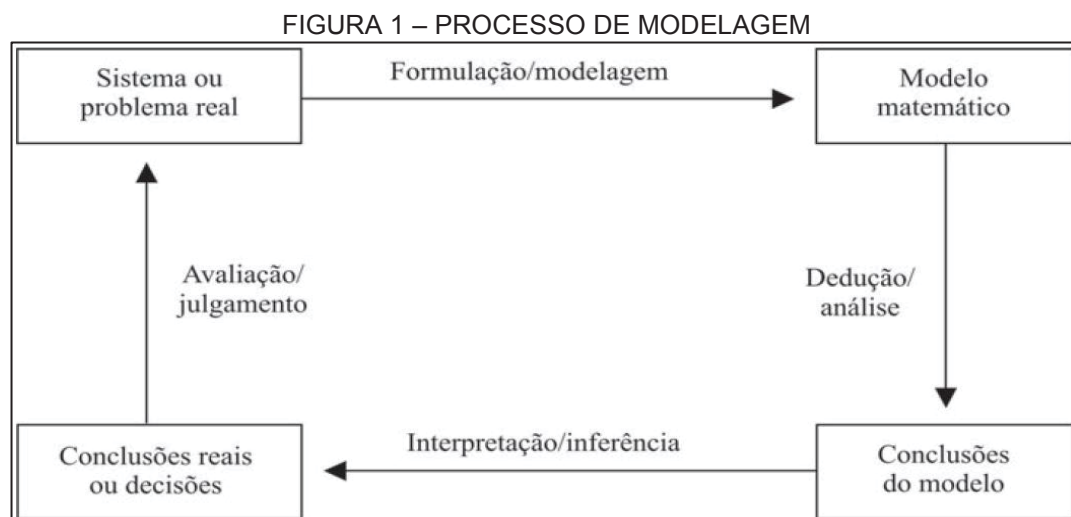 FIGURA 1 – PROCESSO DE MODELAGEM
Sistema ou
problema real
Formulação/modelagem
Modelo
matemático
Avaliação/
julgamento
Dedução/
análise
Conclusões reais
ou decisões
Interpretação/inferência
Conclusões
do modelo